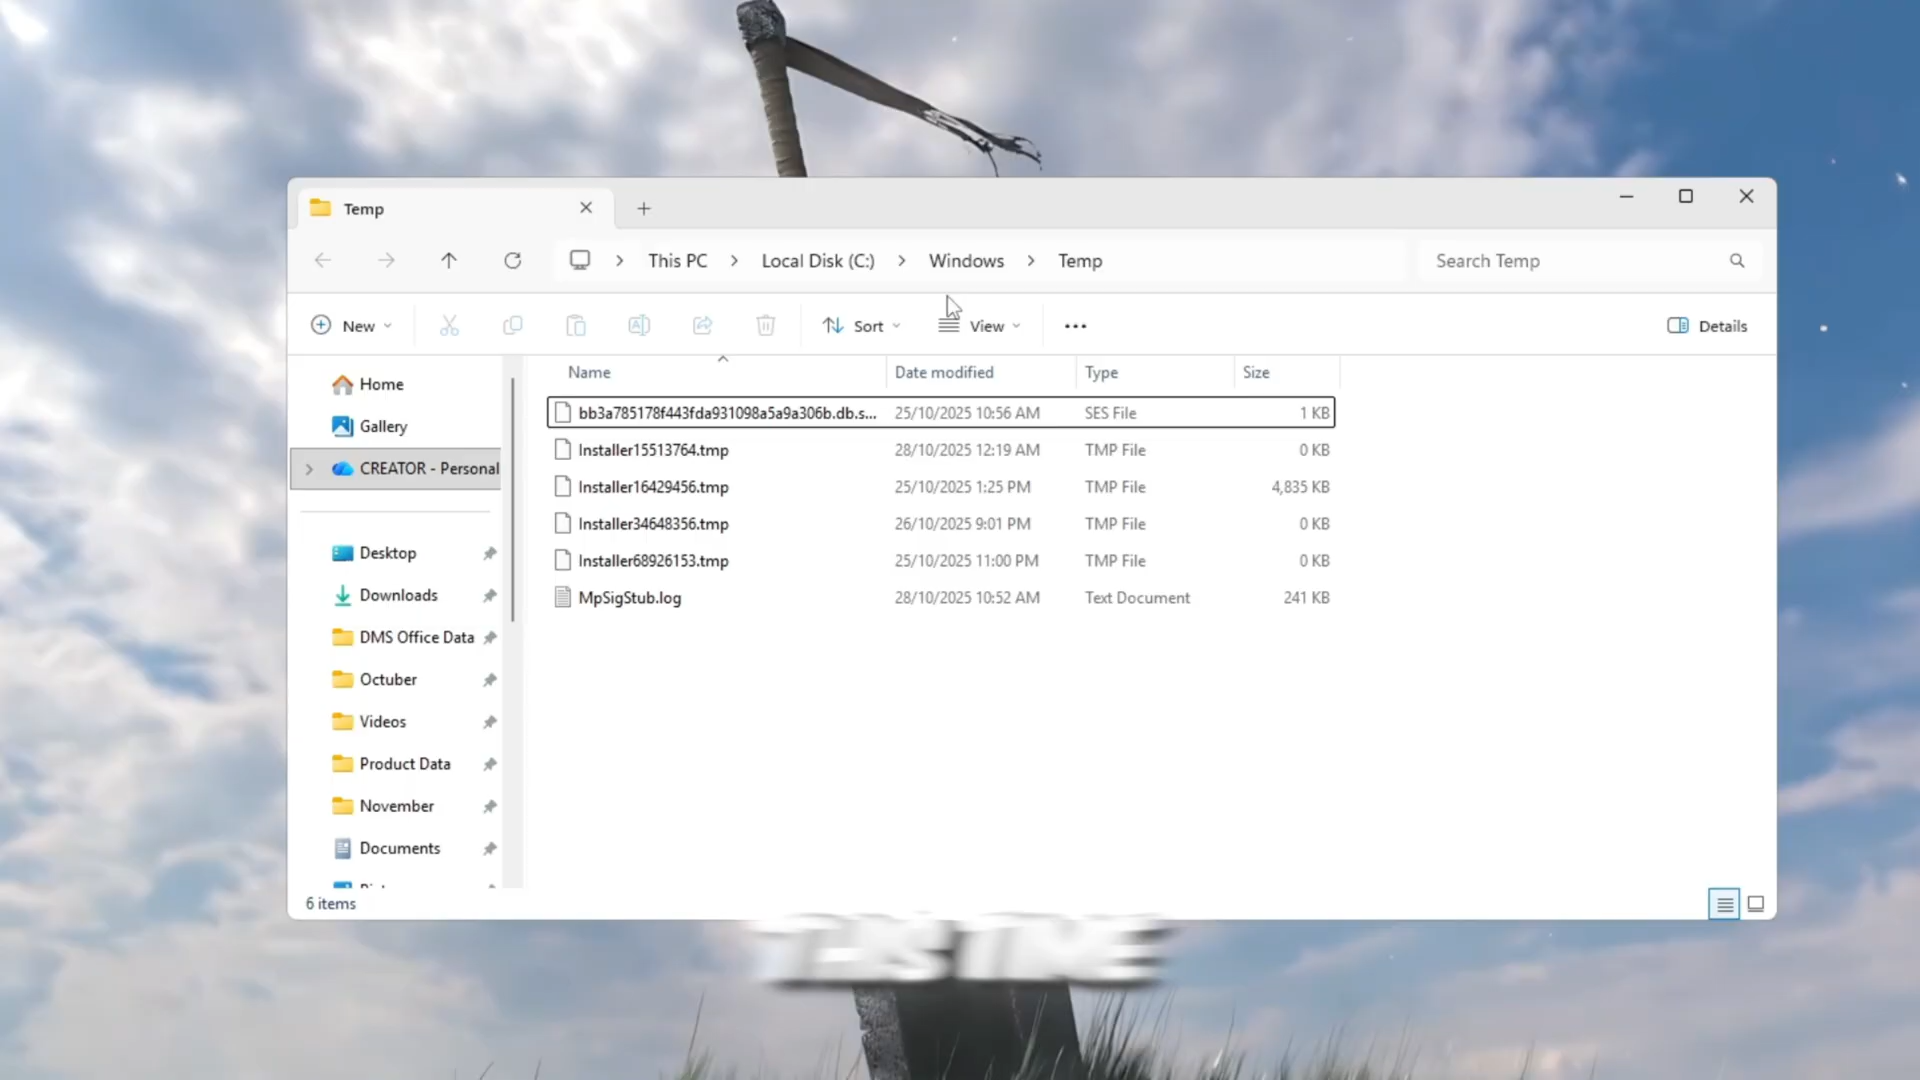 Temp
This PC
Local Disk (C:)
Windows
Temp
Search Temp
New
Sort
View
Details
Name
Date modified
Type
Size
Home
Gallery
CREATOR - Personal
Desktop
Downloads
DMS Office Data
Octuber
Videos
Product Data
November
Documents
bb3a785178f443fda931098a5a9a306b.db.s... 25/10/2025 10:56 AM SES File 1 KB
Installer15513764.tmp 28/10/2025 12:19 AM TMP File 0 KB
Installer16429456.tmp 25/10/2025 1:25 PM TMP File 4,835 KB
Installer34648356.tmp 26/10/2025 9:01 PM TMP File 0 KB
Installer68926153.tmp 25/10/2025 11:00 PM TMP File 0 KB
MpSigStub.log 28/10/2025 10:52 AM Text Document 241 KB
6 items
THIS TIME